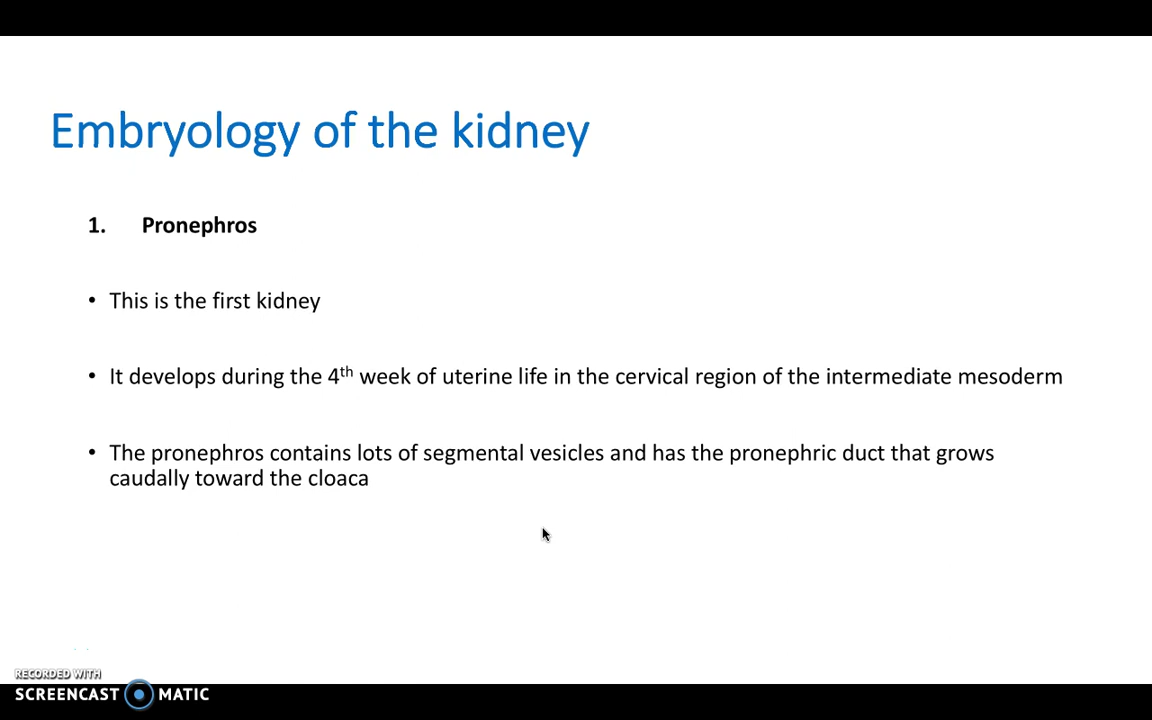 Embryology of the kidney
1. Pronephros
• This is the first kidney
• It develops during the 4th week of uterine life in the cervical region of the intermediate mesoderm
• The pronephros contains lots of segmental vesicles and has the pronephric duct that grows
caudally toward the cloaca
RECORDED WITH
SCREENCAST MATIC